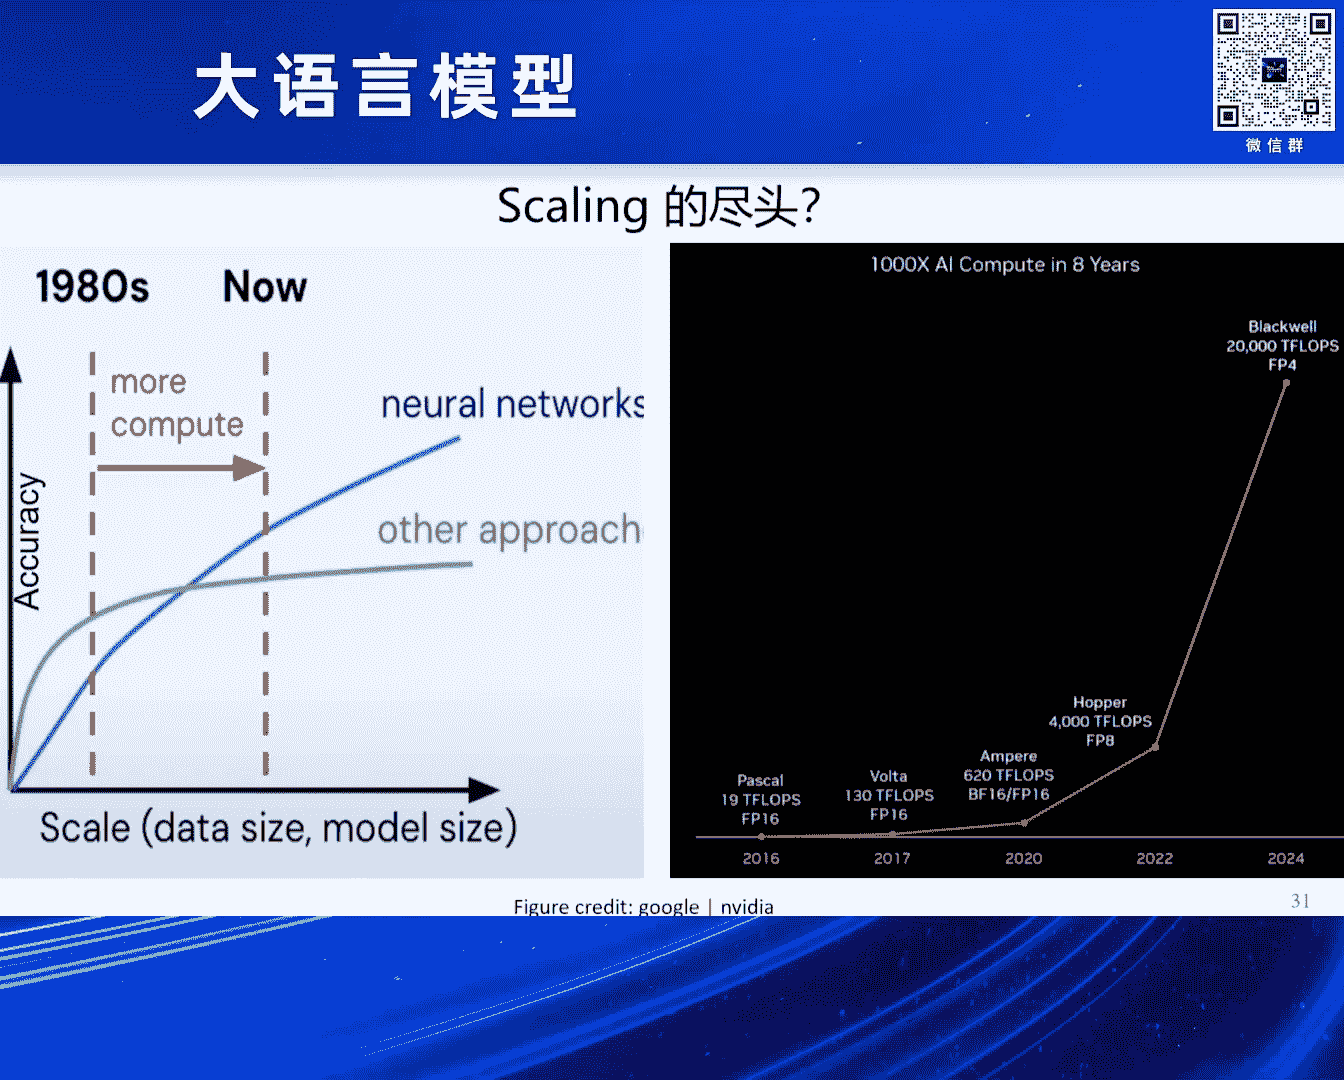 大语言模型
微信群
Scaling 的尽头？
1980s Now
more
compute
neural networks
other approach
Accuracy
Scale (data size, model size)
1000X AI Compute in 8 Years
Blackwell
20,000 TFLOPS
FP4
Hopper
4,000 TFLOPS
FP8
Ampere
620 TFLOPS
BF16/FP16
Volta
130 TFLOPS
FP16
Pascal
19 TFLOPS
FP16
2016 2017 2020 2022 2024
Figure credit: google | nvidia
31